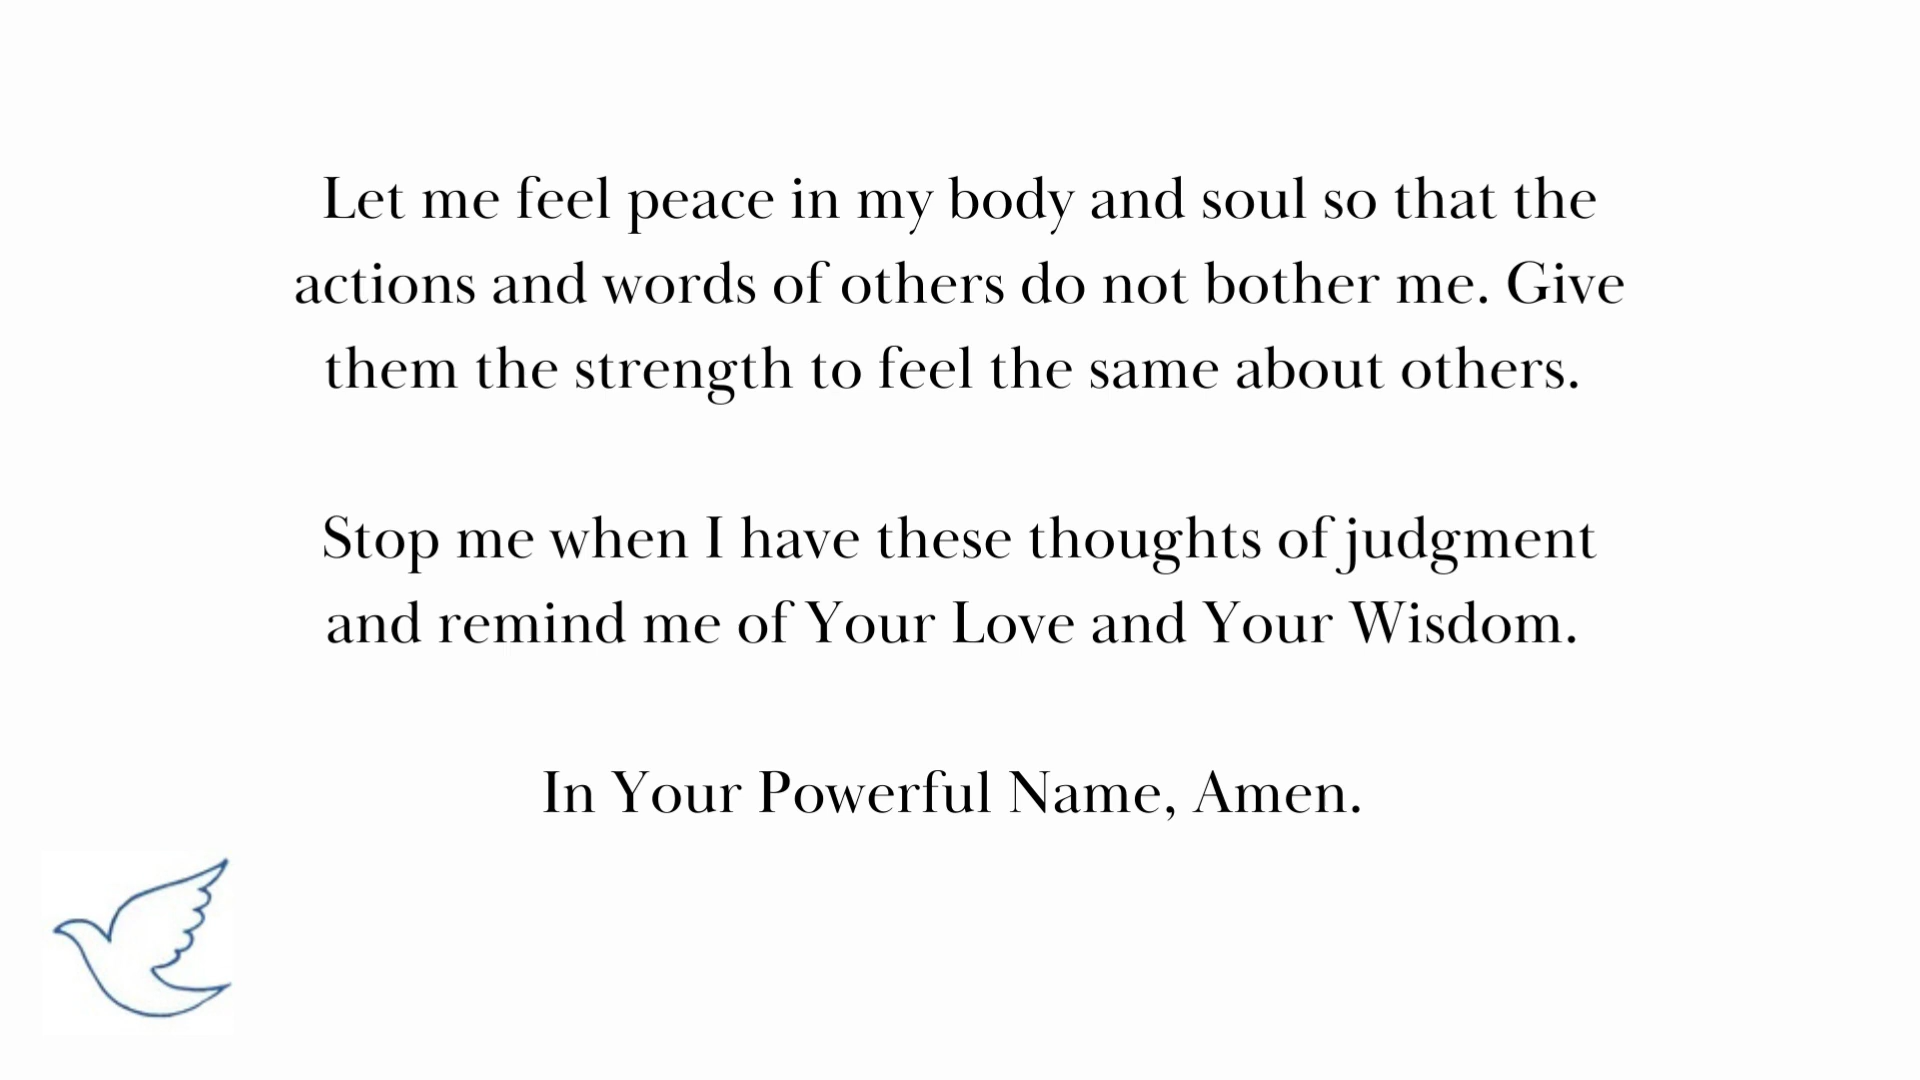 Let me feel peace in my body and soul so that the
actions and words of others do not bother me. Give
them the strength to feel the same about others.
Stop me when I have these thoughts of judgment
and remind me of Your Love and Your Wisdom.
In Your Powerful Name, Amen.